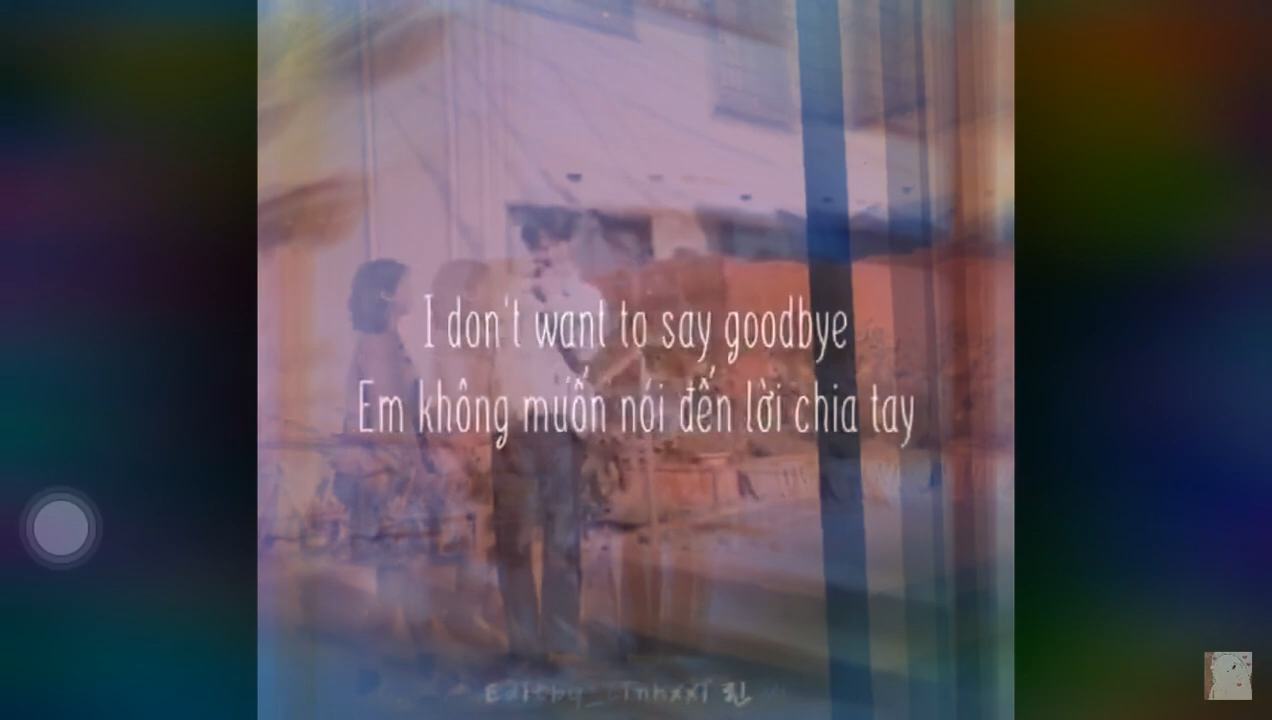 I don't want to say goodbye
Em không muốn nói đến lời chia tay